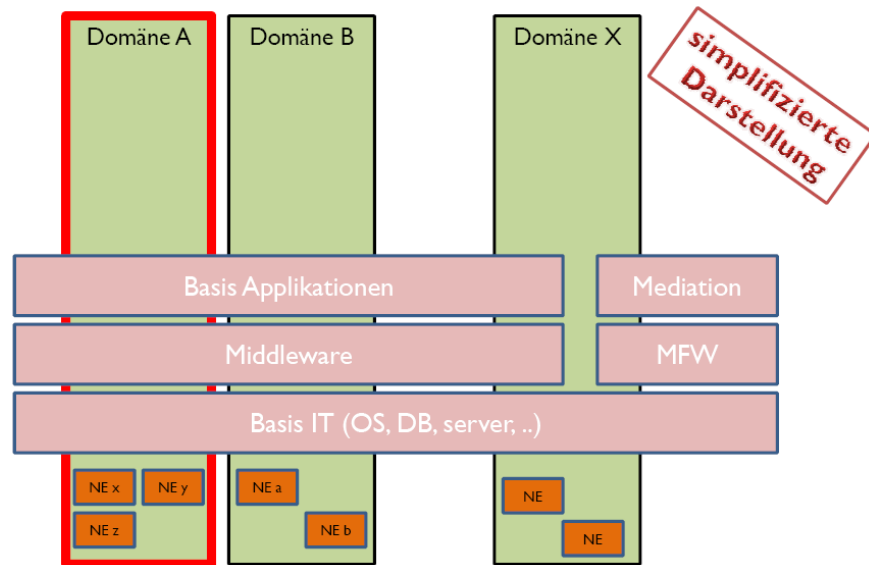 Domäne A
Domäne B
Domäne X
simplifizierte
Darstellung
Basis Applikationen
Mediation
Middleware
MFW
Basis IT (OS, DB, server, ..)
NE x
NE y
NE a
NE
NE z
NE b
NE